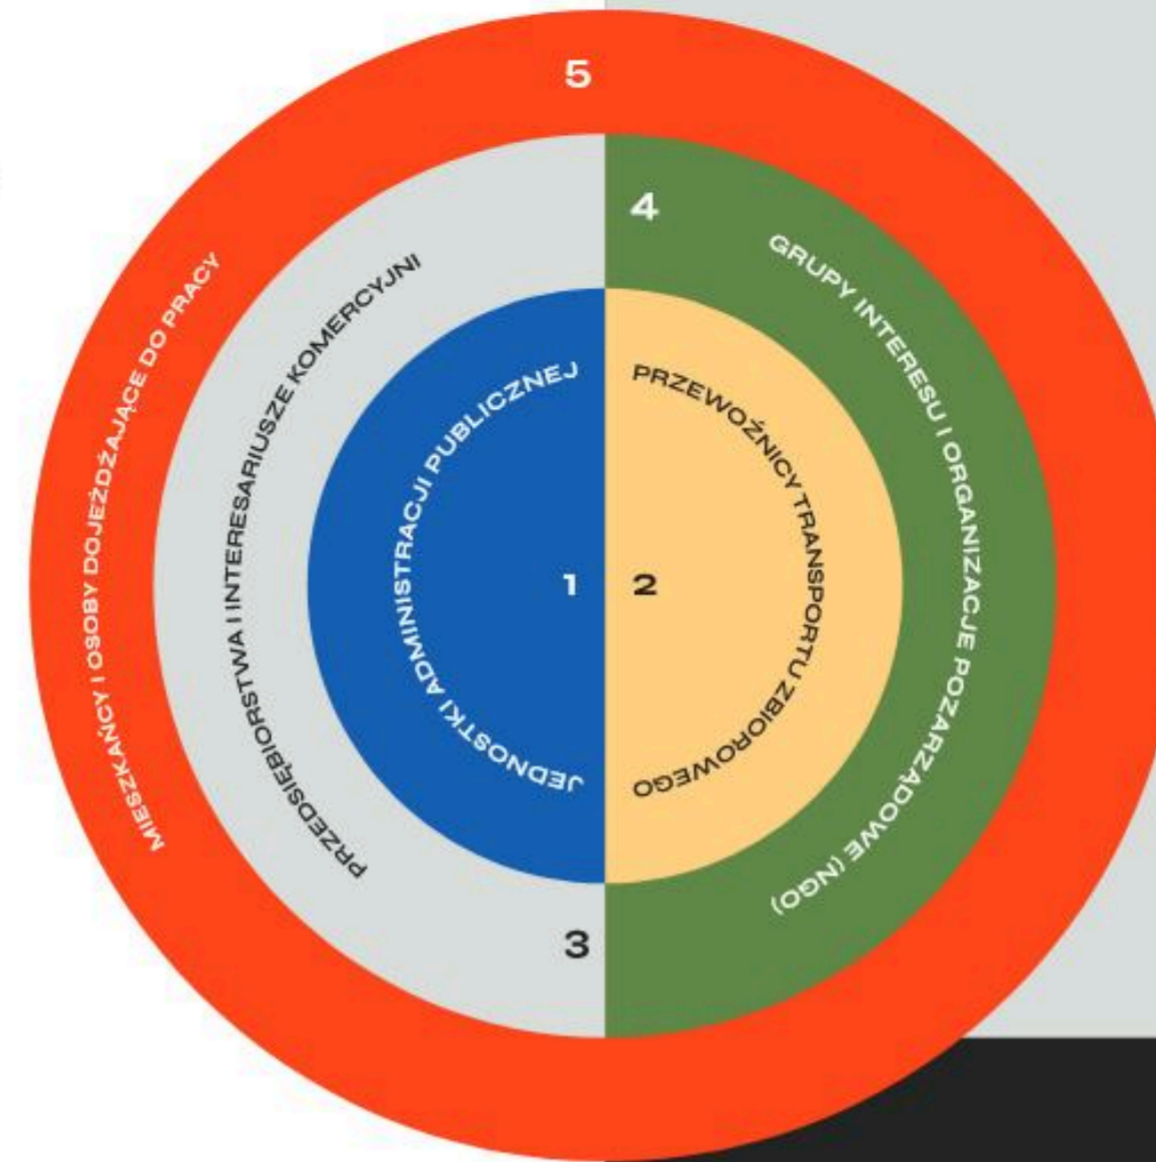 5
4
MIESZKAŃCY I OSOBY DOJEŻDŻAJĄCE DO PRACY
PRZEDSIĘBIORSTWA I INTERESARIUSZE KOMERCYJNI
JEDNOSTKI ADMINISTRACJI PUBLICZNEJ
1
2
PRZEWOŹNICY TRANSPORTU ZBIOROWEGO
GRUPY INTERESU I ORGANIZACJE POZARZĄDOWE (NGO)
3